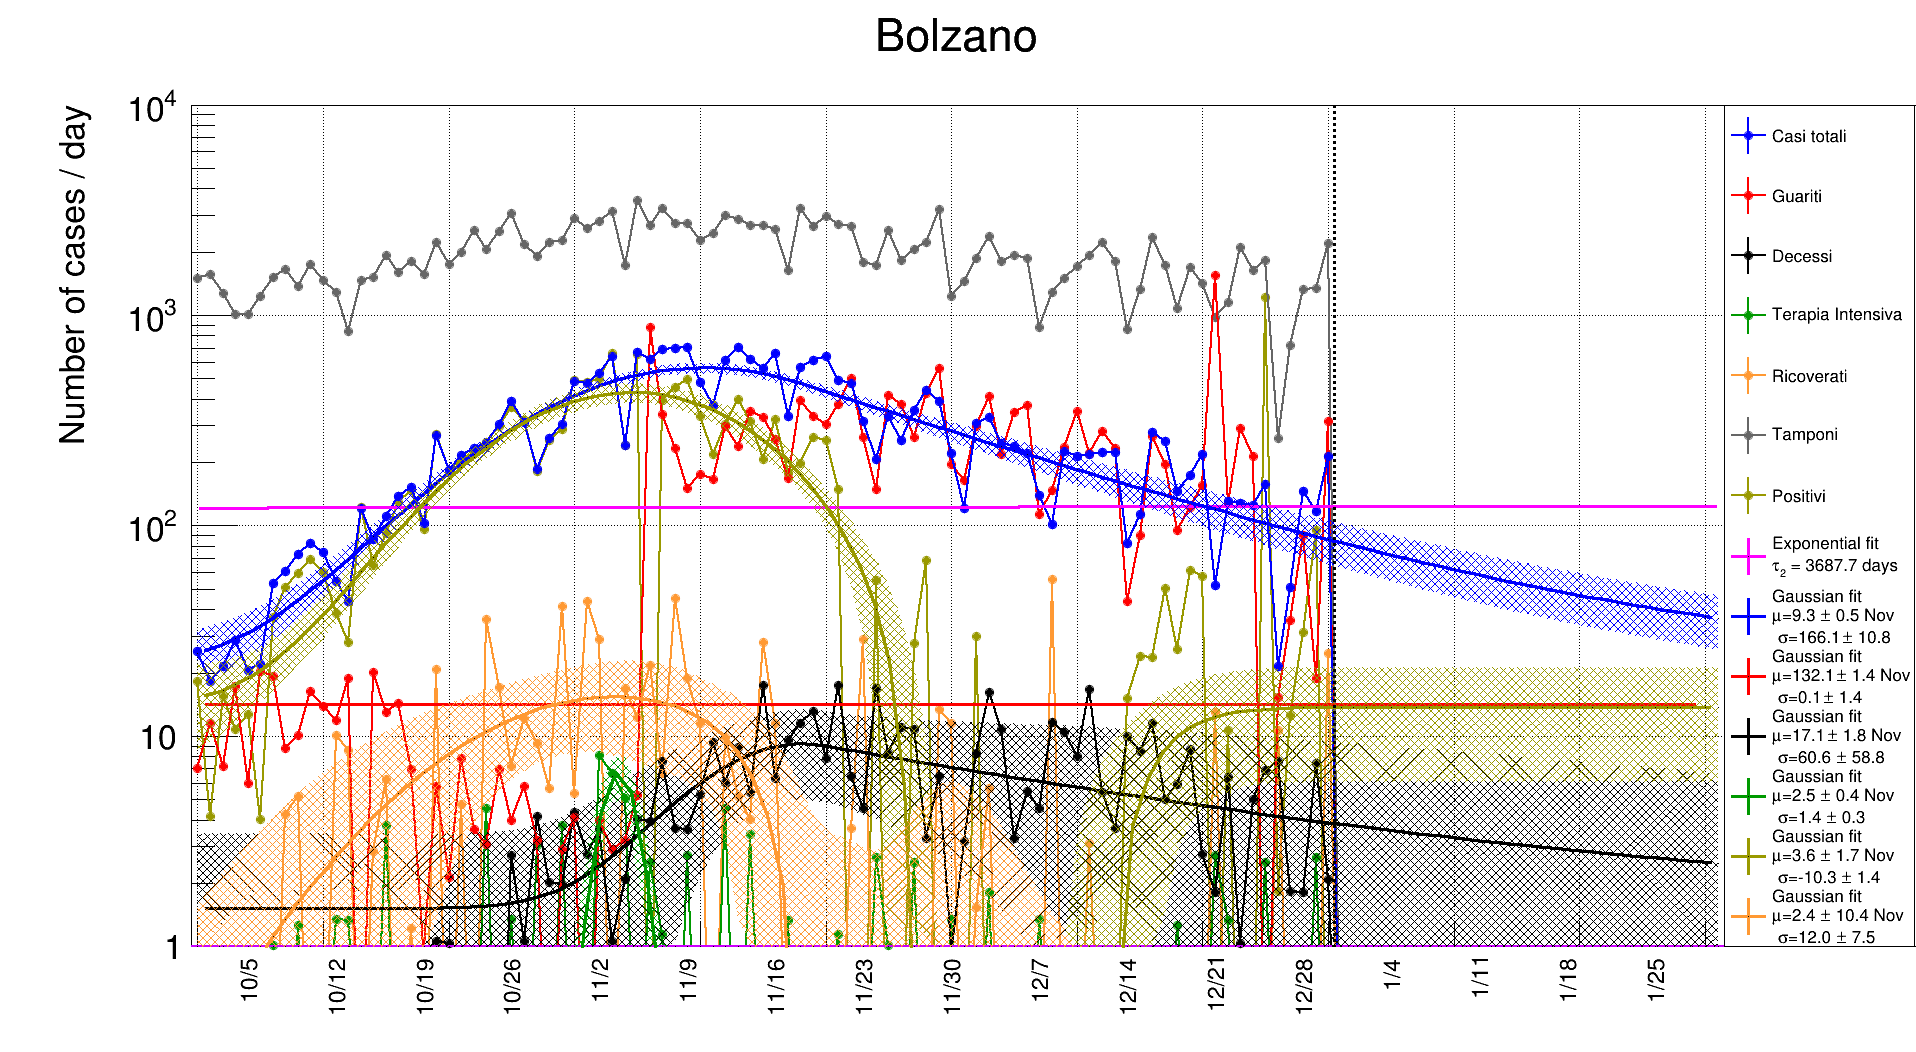 Bolzano
Number of cases / day
10⁴
10³
10²
10
1
10/5
10/12
10/19
10/26
11/2
11/9
11/16
11/23
11/30
12/7
12/14
12/21
12/28
1/4
1/11
1/18
1/25
Casi totali
Guariti
Decessi
Terapia Intensiva
Ricoverati
Tamponi
Positivi
Exponential fit
τ₂ = 3687.7 days
Gaussian fit
μ=9.3 ± 0.5 Nov
σ=166.1 ± 10.8
Gaussian fit
μ=132.1 ± 1.4 Nov
σ=0.1 ± 1.4
Gaussian fit
μ=17.1 ± 1.8 Nov
σ=60.6 ± 58.8
Gaussian fit
μ=2.5 ± 0.4 Nov
σ=1.4 ± 0.3
Gaussian fit
μ=3.6 ± 1.7 Nov
σ=-10.3 ± 1.4
Gaussian fit
μ=2.4 ± 10.4 Nov
σ=12.0 ± 7.5